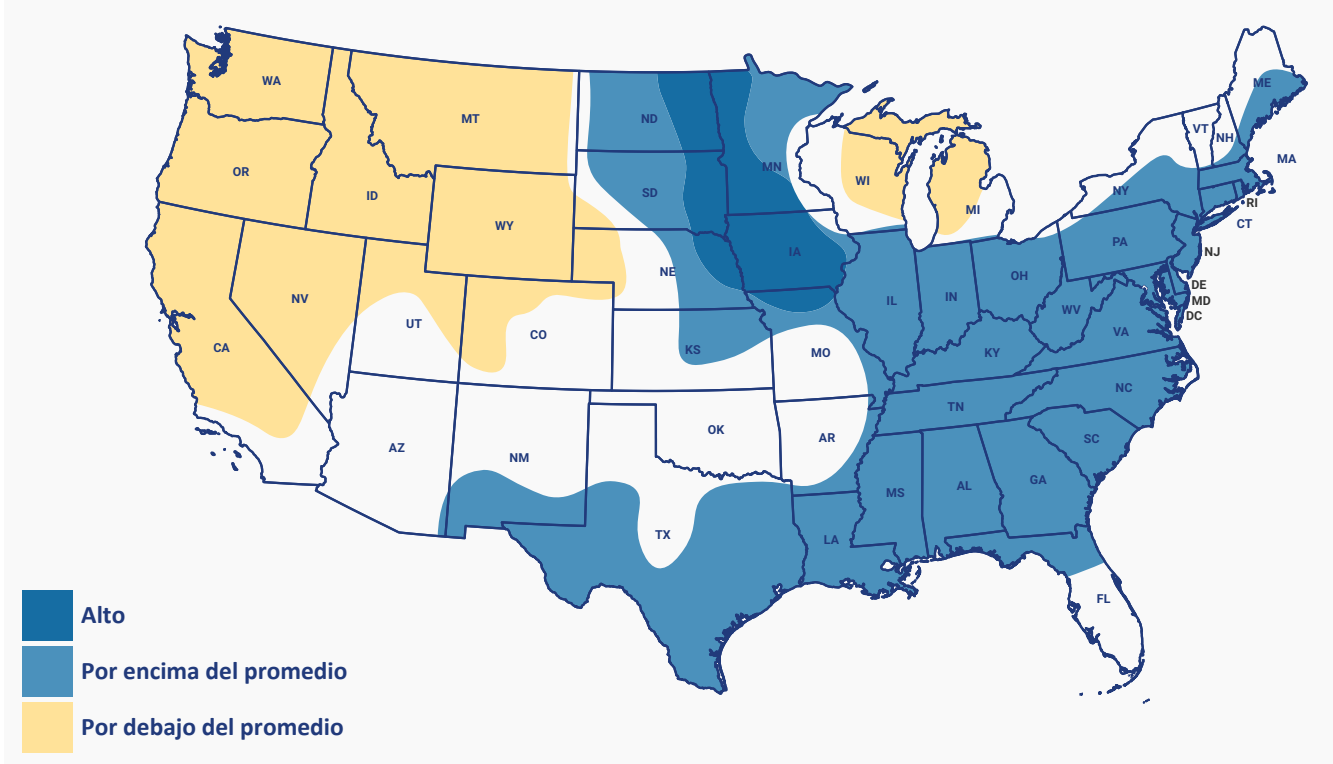 WA
MT
ND
MN
ME
VT
NH
MA
OR
ID
SD
WI
MI
NY
RI
CT
WY
NE
IA
PA
NJ
NV
UT
CO
IL
IN
OH
WV
DE
MD
DC
CA
KS
MO
KY
VA
TN
NC
AZ
NM
OK
AR
SC
MS
AL
GA
TX
LA
FL
Alto
Por encima del promedio
Por debajo del promedio